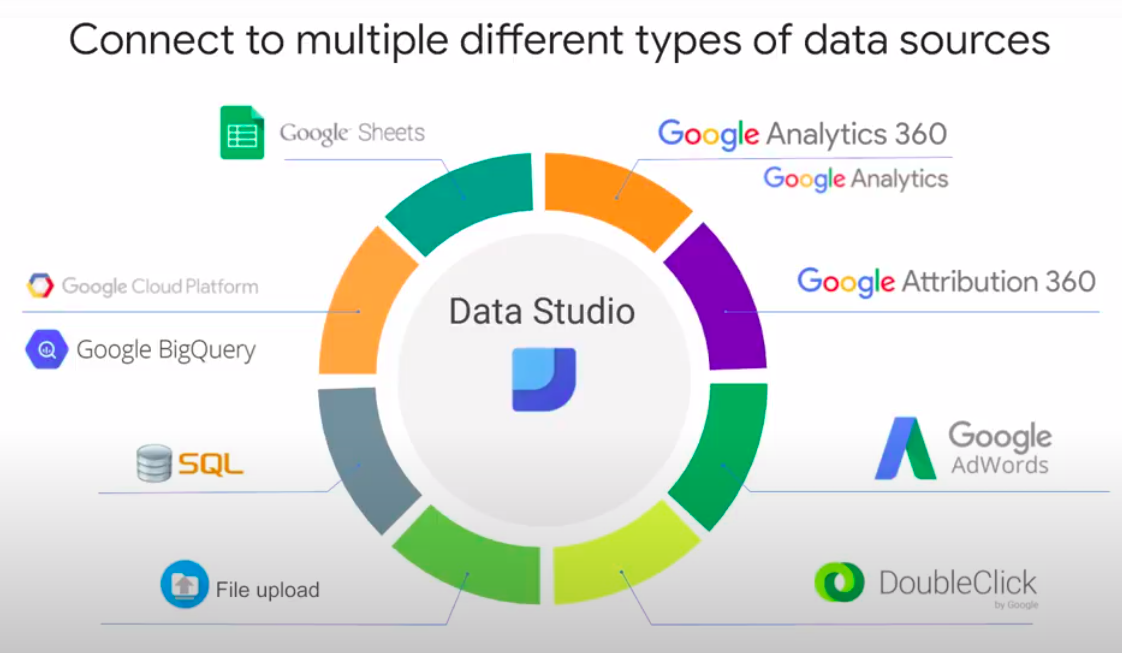 Connect to multiple different types of data sources
Google Sheets
Google Analytics 360
Google Analytics
Google Cloud Platform
Google BigQuery
Google Attribution 360
Data Studio
SQL
Google
AdWords
File upload
DoubleClick
by Google